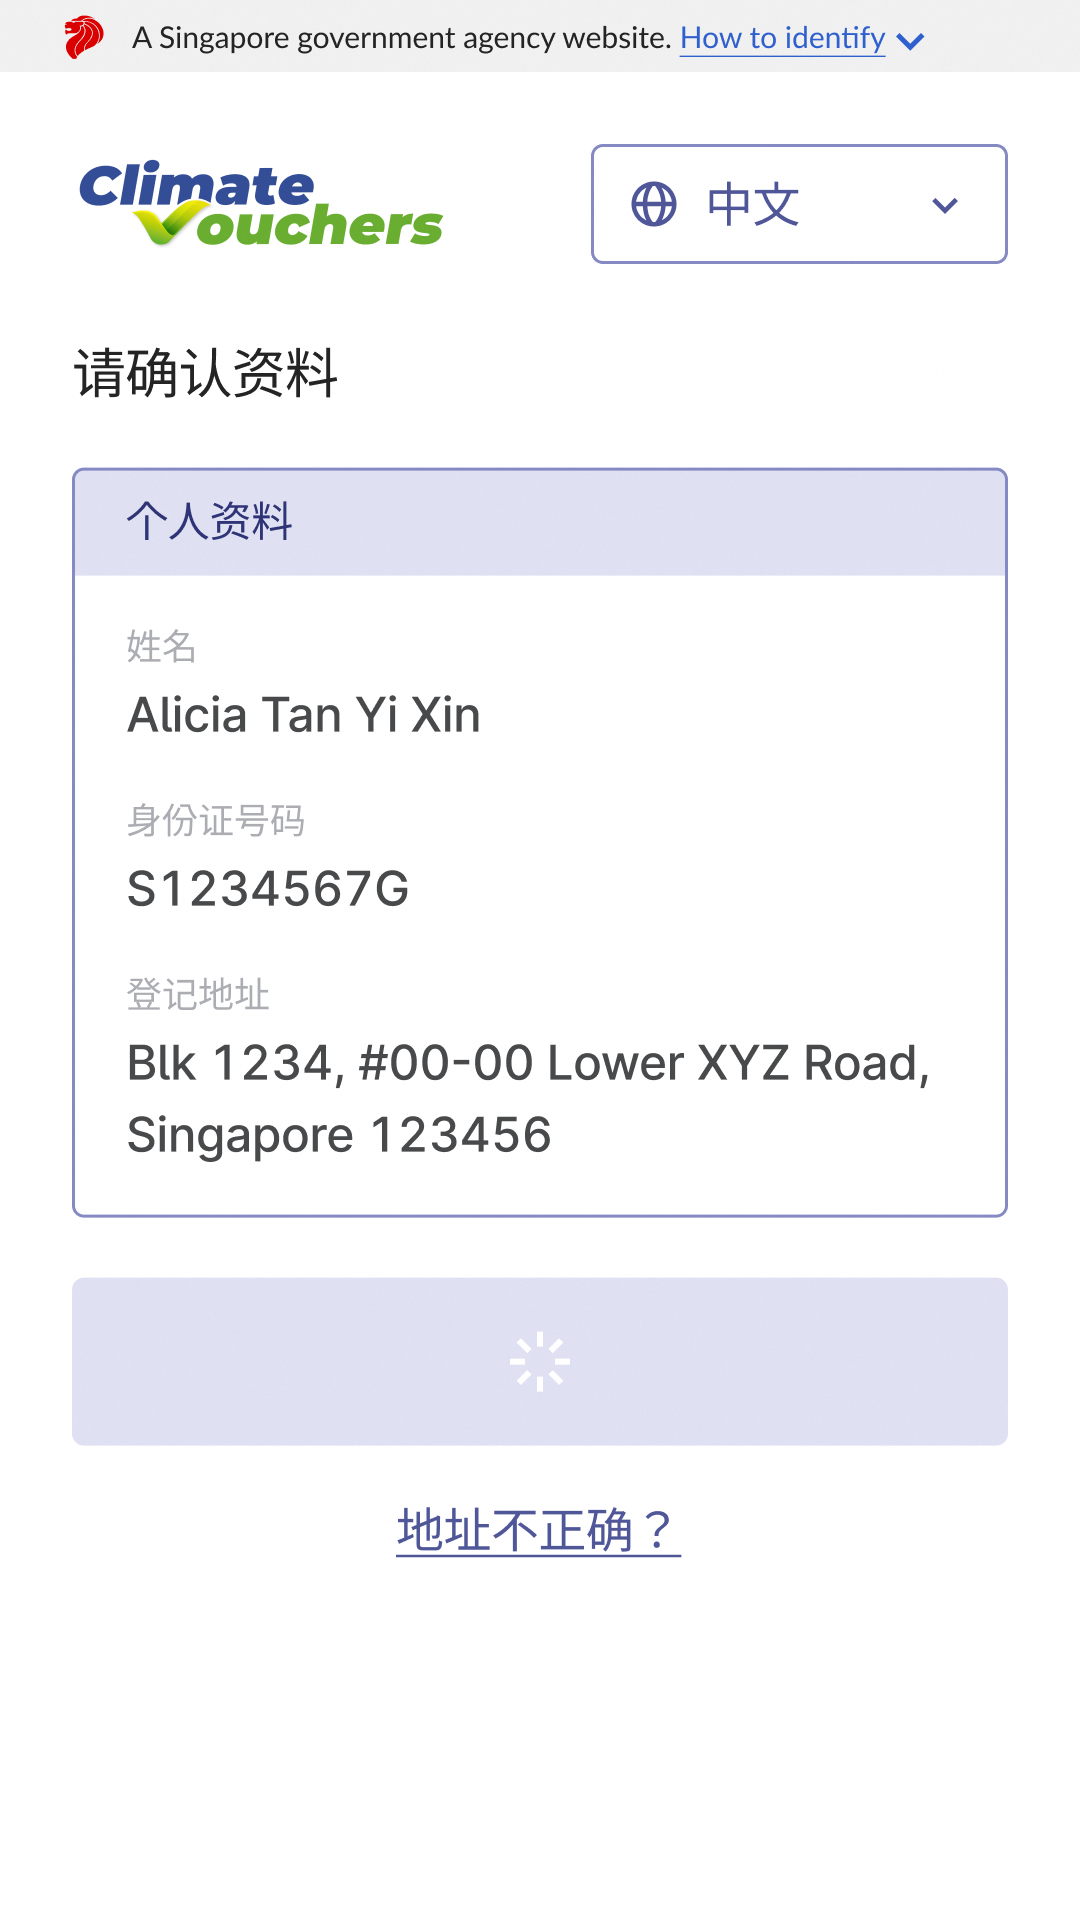 A Singapore government agency website. How to identify
Climate
Vouchers
中文
请确认资料
个人资料
姓名
Alicia Tan Yi Xin
身份证号码
S1234567G
登记地址
Blk 1234, #00-00 Lower XYZ Road,
Singapore 123456
地址不正确？